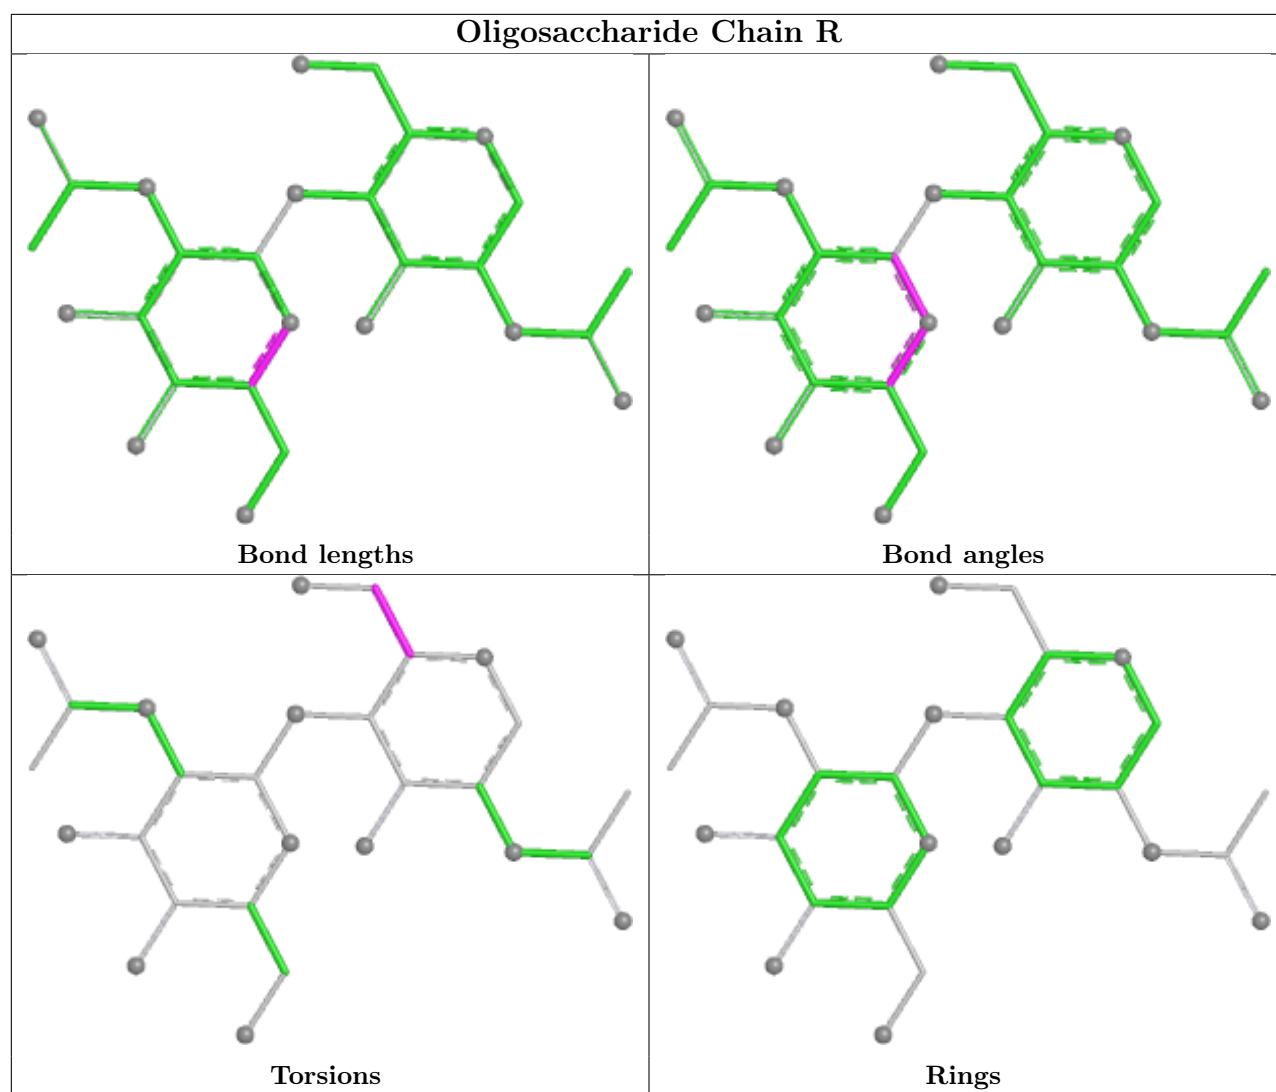 Oligosaccharide Chain R
Bond lengths
Bond angles
Torsions
Rings